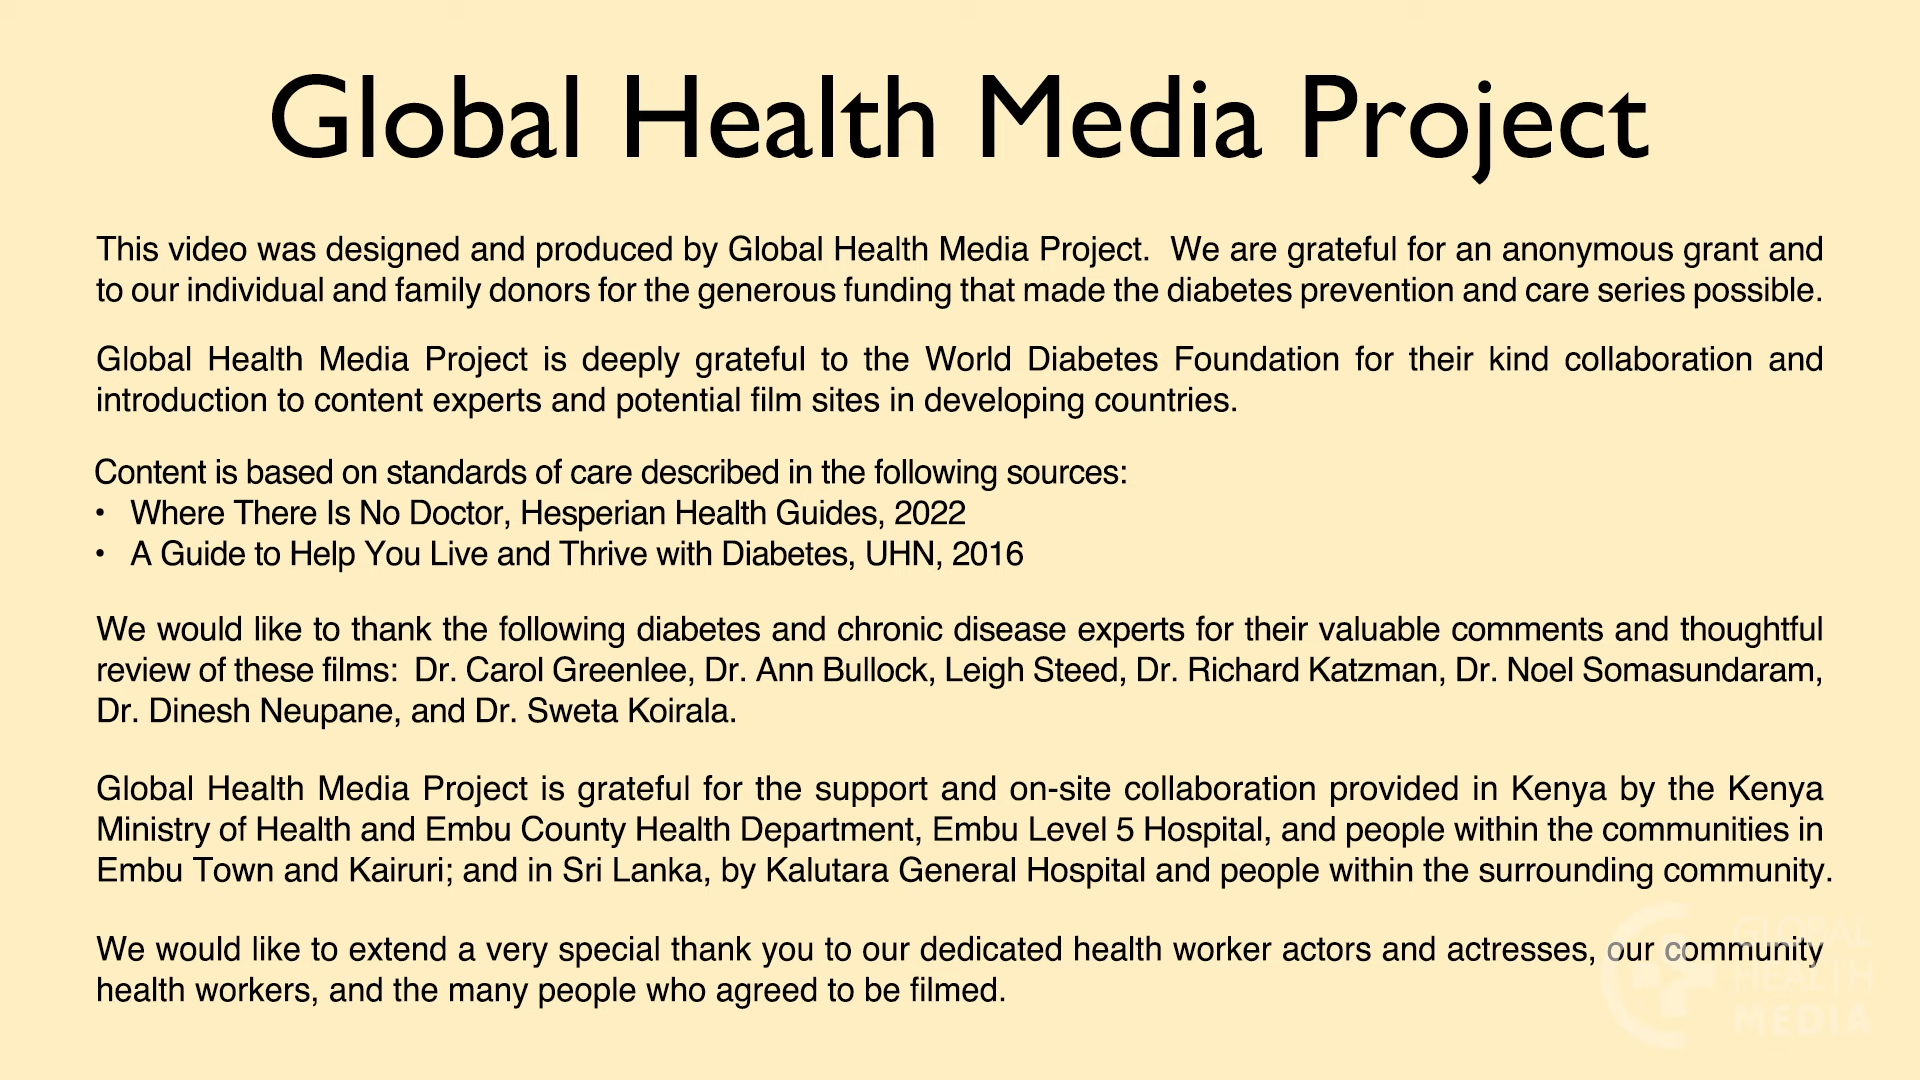 Global Health Media Project
This video was designed and produced by Global Health Media Project.  We are grateful for an anonymous grant and
to our individual and family donors for the generous funding that made the diabetes prevention and care series possible.
Global Health Media Project is deeply grateful to the World Diabetes Foundation for their kind collaboration and
introduction to content experts and potential film sites in developing countries.
Content is based on standards of care described in the following sources:
• Where There Is No Doctor, Hesperian Health Guides, 2022
• A Guide to Help You Live and Thrive with Diabetes, UHN, 2016
We would like to thank the following diabetes and chronic disease experts for their valuable comments and thoughtful
review of these films:  Dr. Carol Greenlee, Dr. Ann Bullock, Leigh Steed, Dr. Richard Katzman, Dr. Noel Somasundaram,
Dr. Dinesh Neupane, and Dr. Sweta Koirala.
Global Health Media Project is grateful for the support and on-site collaboration provided in Kenya by the Kenya
Ministry of Health and Embu County Health Department, Embu Level 5 Hospital, and people within the communities in
Embu Town and Kairuri; and in Sri Lanka, by Kalutara General Hospital and people within the surrounding community.
We would like to extend a very special thank you to our dedicated health worker actors and actresses, our community
health workers, and the many people who agreed to be filmed.
GLOBAL
HEALTH
MEDIA